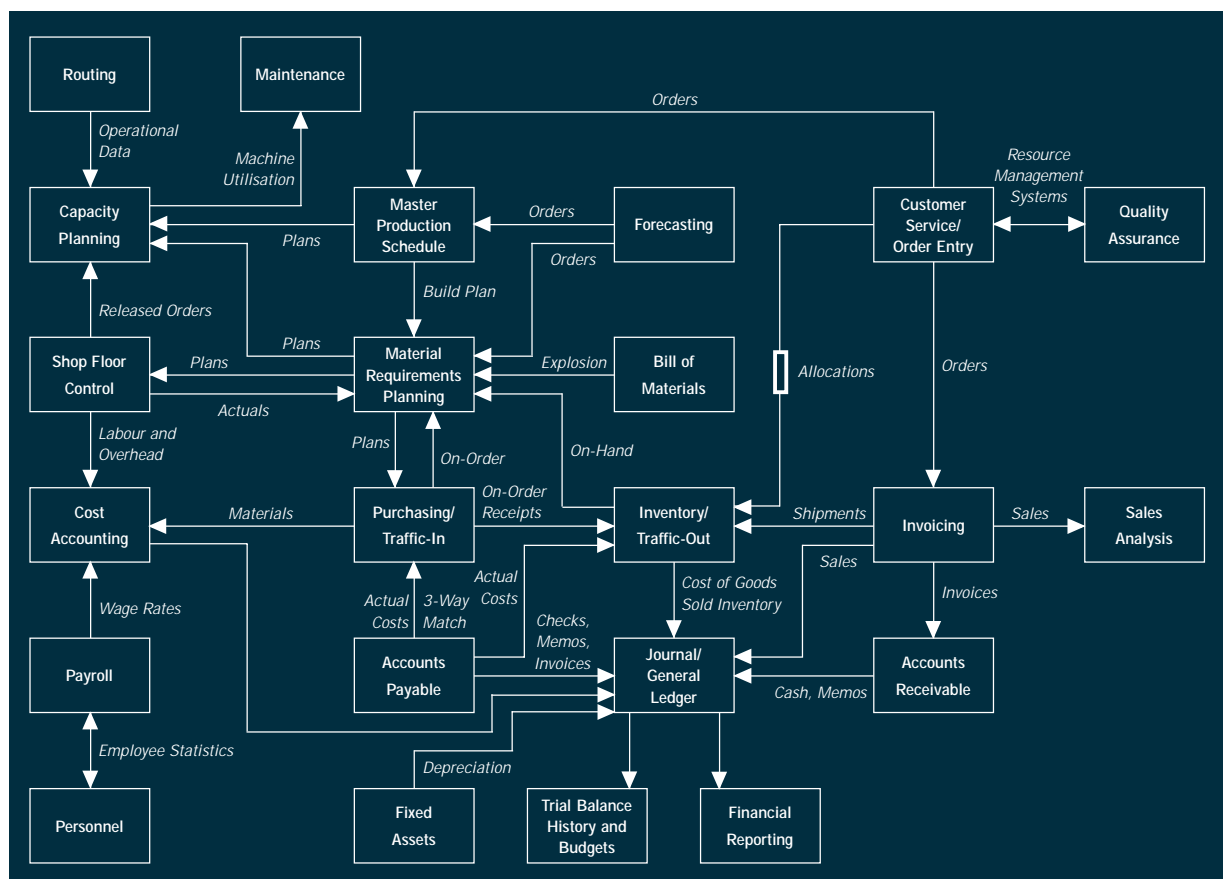 Routing
Maintenance
Orders
Operational
Data
Machine
Utilisation
Resource
Management
Systems
Capacity
Planning
Plans
Master
Production
Schedule
Orders
Forecasting
Customer
Service/
Order Entry
Quality
Assurance
Orders
Build Plan
Released Orders
Shop Floor
Control
Plans
Plans
Material
Requirements
Planning
Explosion
Bill of
Materials
Allocations
Orders
Actuals
Labour and
Overhead
Plans
On-Order
On-Hand
Cost
Accounting
Materials
Purchasing/
Traffic-In
On-Order
Receipts
Inventory/
Traffic-Out
Shipments
Invoicing
Sales
Sales
Analysis
Wage Rates
Actual
Costs
3-Way
Match
Actual
Costs
Cost of Goods
Sold Inventory
Sales
Invoices
Checks,
Memos,
Invoices
Payroll
Accounts
Payable
Journal/
General
Ledger
Cash, Memos
Accounts
Receivable
Employee Statistics
Depreciation
Personnel
Fixed
Assets
Trial Balance
History and
Budgets
Financial
Reporting